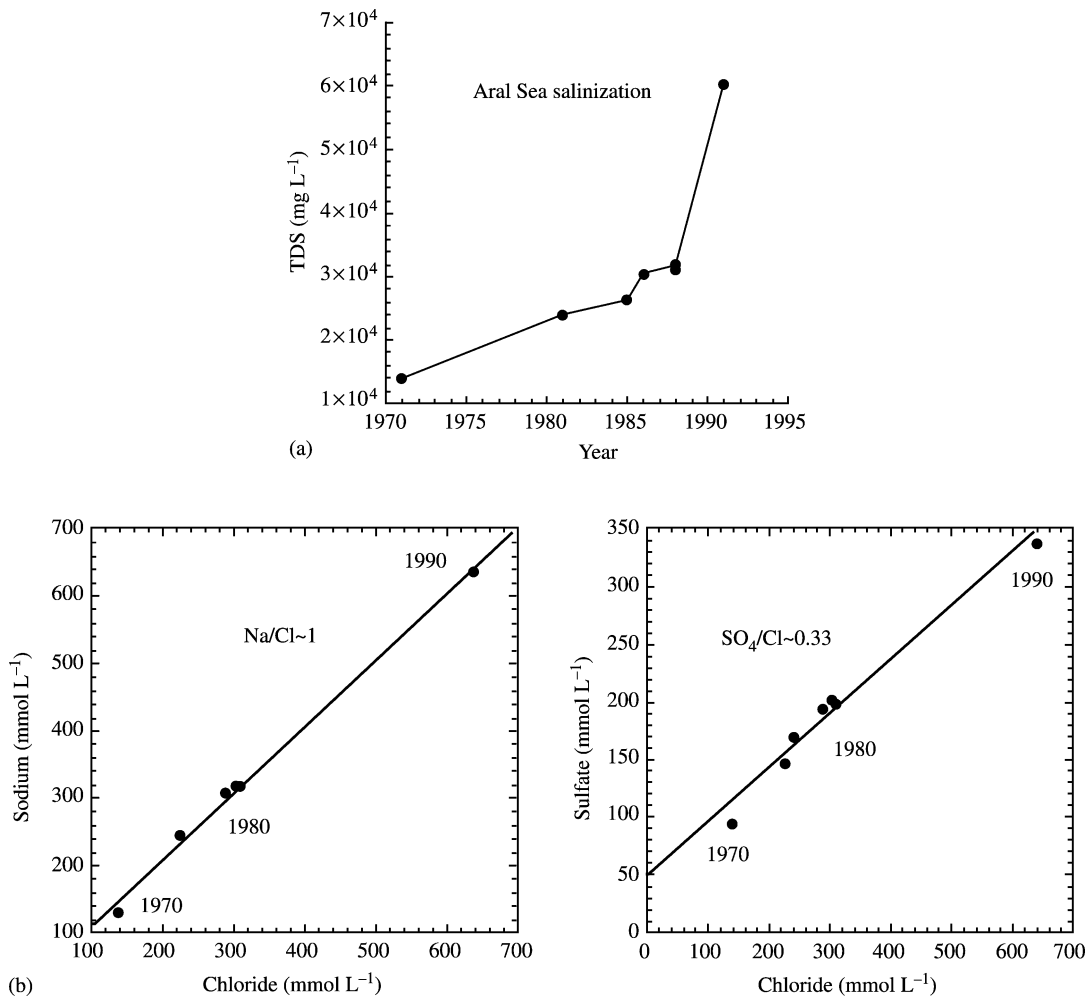 7×10⁴
6×10⁴
5×10⁴
4×10⁴
3×10⁴
2×10⁴
1×10⁴
TDS (mg L⁻¹)
Aral Sea salinization
1970 1975 1980 1985 1990 1995
Year
(a)
700
600
500
400
300
200
100
Sodium (mmol L⁻¹)
1990
Na/Cl~1
1980
1970
100 200 300 400 500 600 700
Chloride (mmol L⁻¹)
(b)
350
300
250
200
150
100
50
0
Sulfate (mmol L⁻¹)
1990
SO₄/Cl~0.33
1980
1970
0 100 200 300 400 500 600 700
Chloride (mmol L⁻¹)